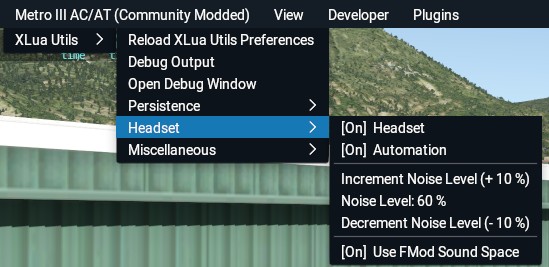 Metro III AC/AT (Community Modded) View Developer Plugins
XLua Utils
time
Reload XLua Utils Preferences
Debug Output
Open Debug Window
Persistence
Headset
Miscellaneous
[On] Headset
[On] Automation
Increment Noise Level (+ 10 %)
Noise Level: 60 %
Decrement Noise Level (- 10 %)
[On] Use FMod Sound Space